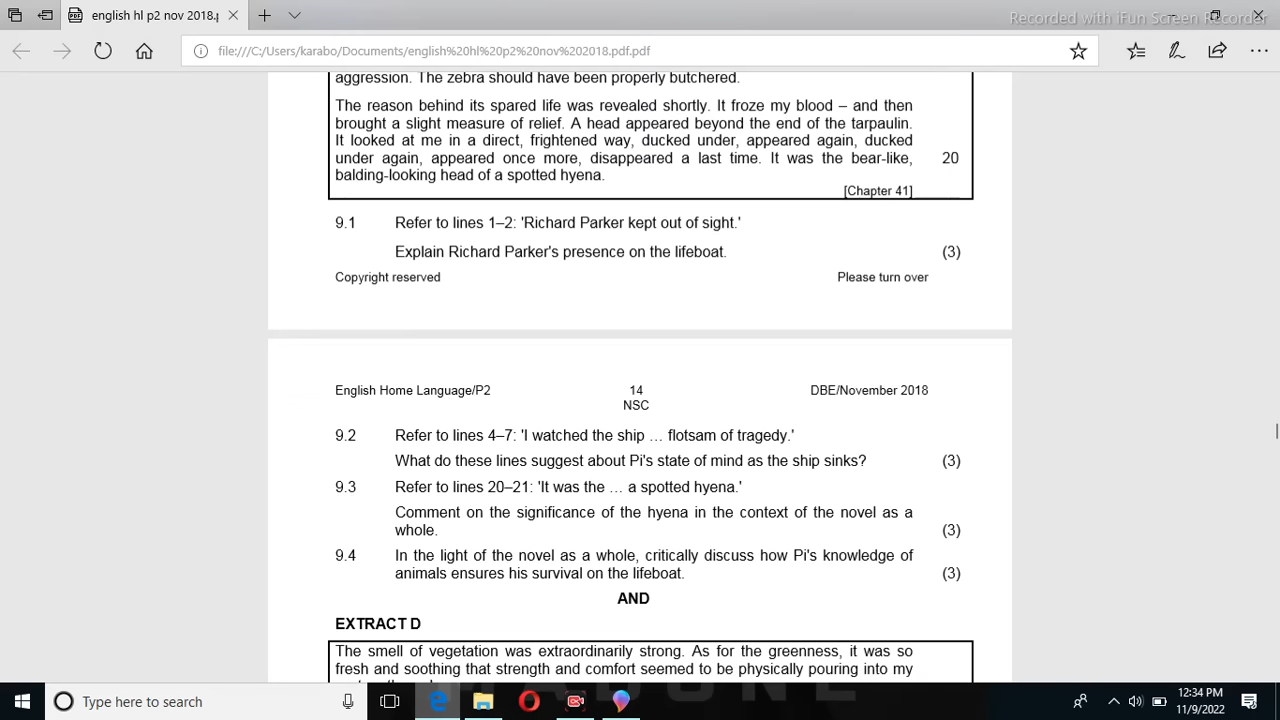 english hl p2 nov 2018.p
Recorded with iFun Screen Recorder
file:///C:/Users/karabo/Documents/english%20hl%20p2%20nov%202018.pdf.pdf
aggression. The zebra should have been properly butchered.
The reason behind its spared life was revealed shortly. It froze my blood – and then
brought a slight measure of relief. A head appeared beyond the end of the tarpaulin.
It looked at me in a direct, frightened way, ducked under, appeared again, ducked
under again, appeared once more, disappeared a last time. It was the bear-like, 20
balding-looking head of a spotted hyena.
[Chapter 41]
9.1 Refer to lines 1–2: 'Richard Parker kept out of sight.'
Explain Richard Parker's presence on the lifeboat. (3)
Copyright reserved Please turn over
English Home Language/P2 14 DBE/November 2018
NSC
9.2 Refer to lines 4–7: 'I watched the ship … flotsam of tragedy.'
What do these lines suggest about Pi's state of mind as the ship sinks? (3)
9.3 Refer to lines 20–21: 'It was the … a spotted hyena.'
Comment on the significance of the hyena in the context of the novel as a
whole. (3)
9.4 In the light of the novel as a whole, critically discuss how Pi's knowledge of
animals ensures his survival on the lifeboat. (3)
AND
EXTRACT D
The smell of vegetation was extraordinarily strong. As for the greenness, it was so
fresh and soothing that strength and comfort seemed to be physically pouring into my
Type here to search
12:34 PM
11/9/2022